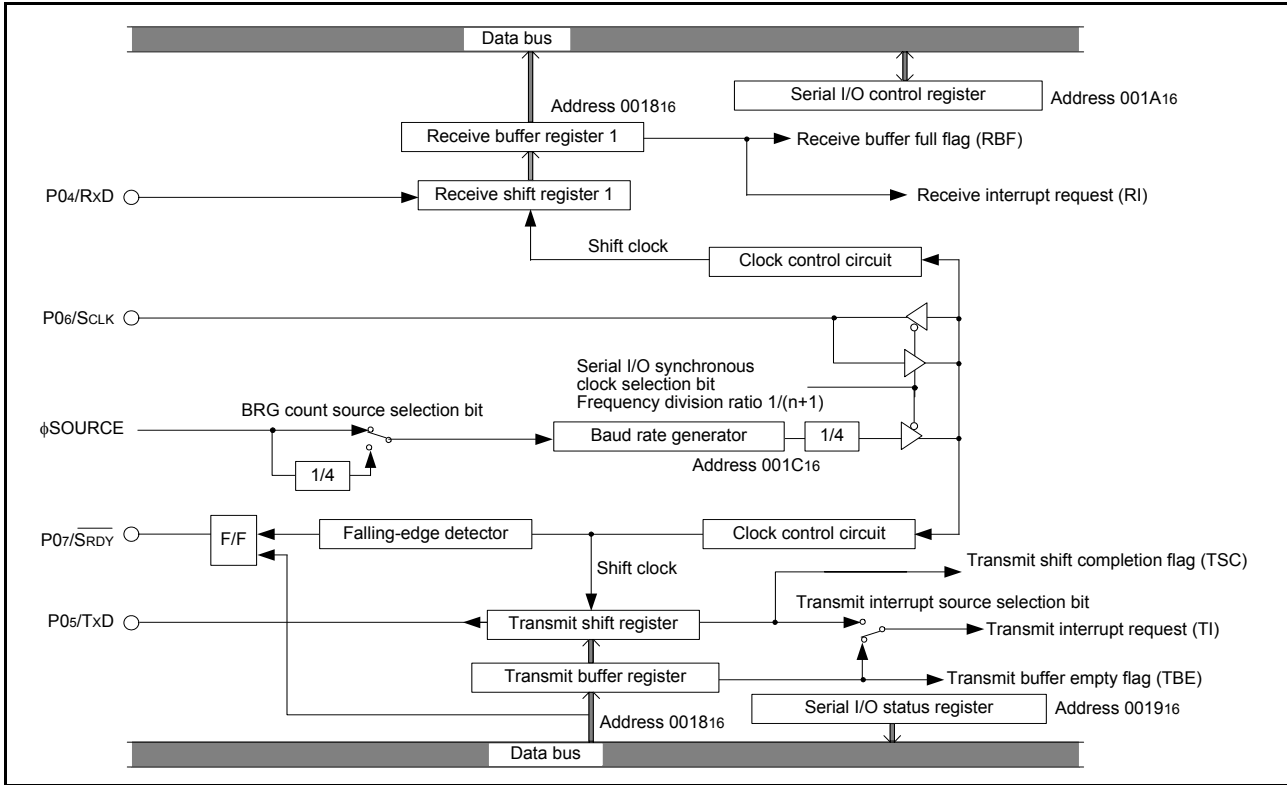 Data bus
Serial I/O control register
Address 001A16
Address 001816
Receive buffer register 1
Receive buffer full flag (RBF)
P04/RxD
Receive shift register 1
Receive interrupt request (RI)
Shift clock
Clock control circuit
P06/SCLK
Serial I/O synchronous
clock selection bit
Frequency division ratio 1/(n+1)
BRG count source selection bit
ϕSOURCE
Baud rate generator
1/4
Address 001C16
1/4
P07/SRDY
F/F
Falling-edge detector
Clock control circuit
Shift clock
Transmit shift completion flag (TSC)
Transmit interrupt source selection bit
P05/TxD
Transmit shift register
Transmit interrupt request (TI)
Transmit buffer register
Transmit buffer empty flag (TBE)
Address 001816
Serial I/O status register
Address 001916
Data bus